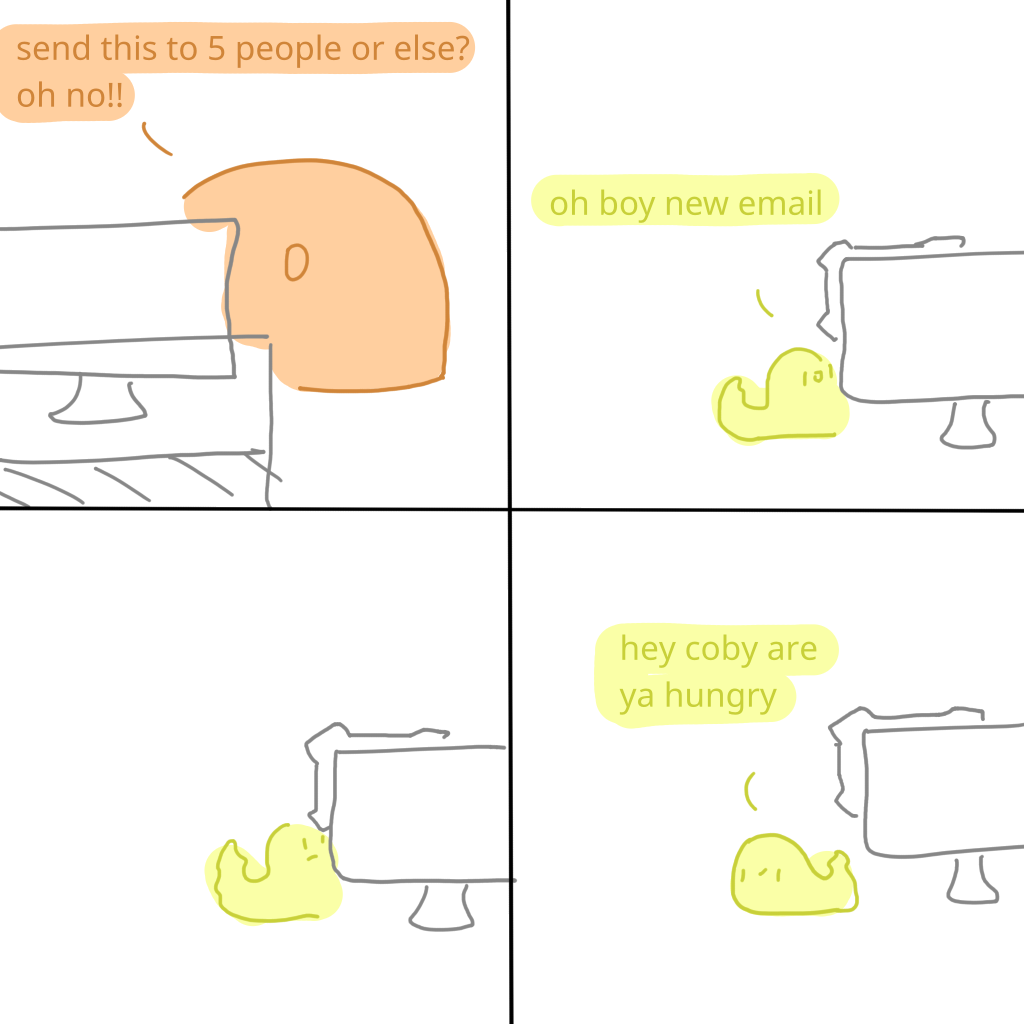 send this to 5 people or else?
oh no!!
oh boy new email
hey coby are
ya hungry